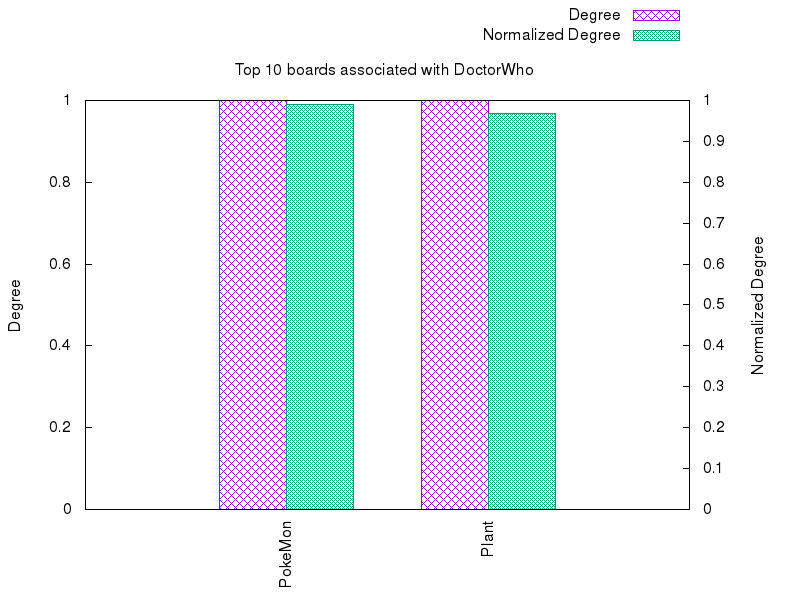 Degree
Normalized Degree
Top 10 boards associated with DoctorWho
1
0.8
0.6
0.4
0.2
0
Degree
1
0.9
0.8
0.7
0.6
0.5
0.4
0.3
0.2
0.1
0
Normalized Degree
PokeMon
Plant